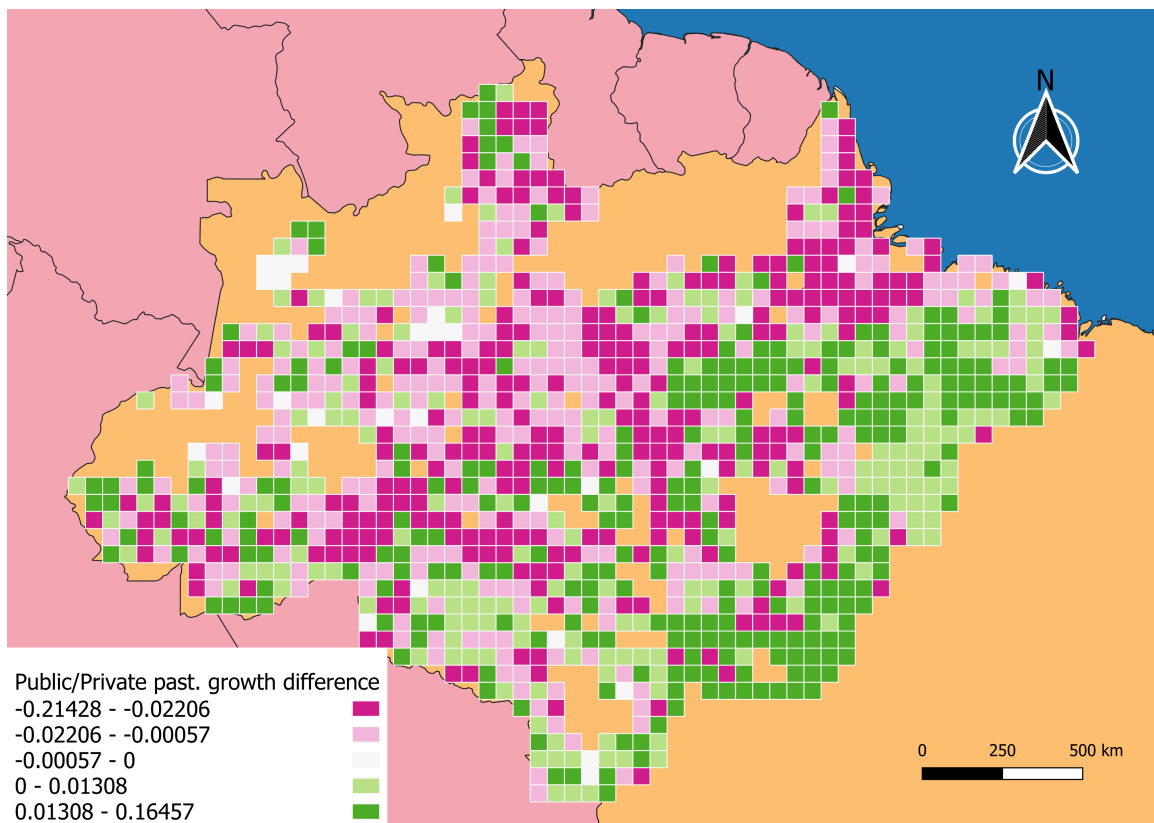 N
Public/Private past. growth difference
-0.21428 - -0.02206
-0.02206 - -0.00057
-0.00057 - 0
0 - 0.01308
0.01308 - 0.16457
0 250 500 km